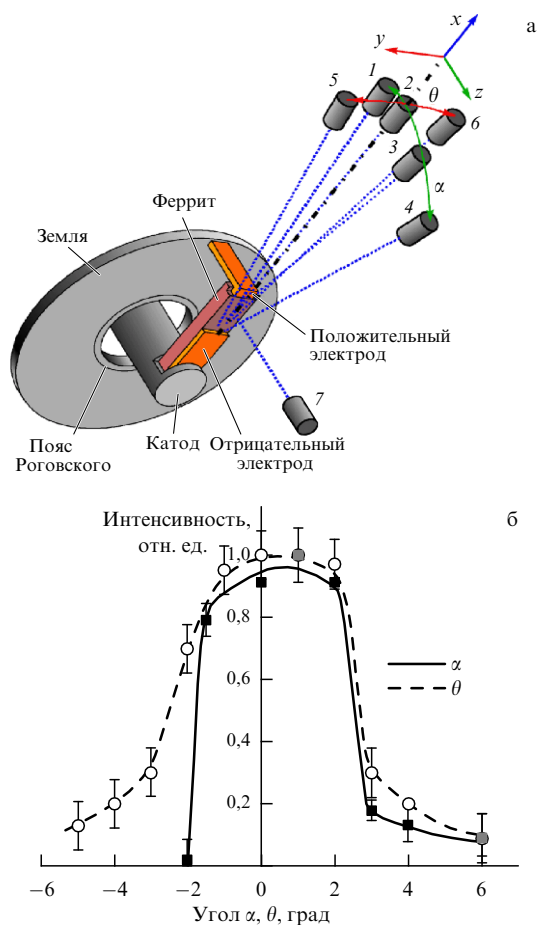 а
x
y
z
θ
1
2
5
6
3
α
4
Феррит
Земля
Положительный
электрод
7
Пояс
Роговского
Катод
Отрицательный
электрод
б
Интенсивность,
отн. ед.
1,0
0,8
0,6
0,4
0,2
α
θ
−6 −4 −2 0 2 4 6
Угол α, θ, град